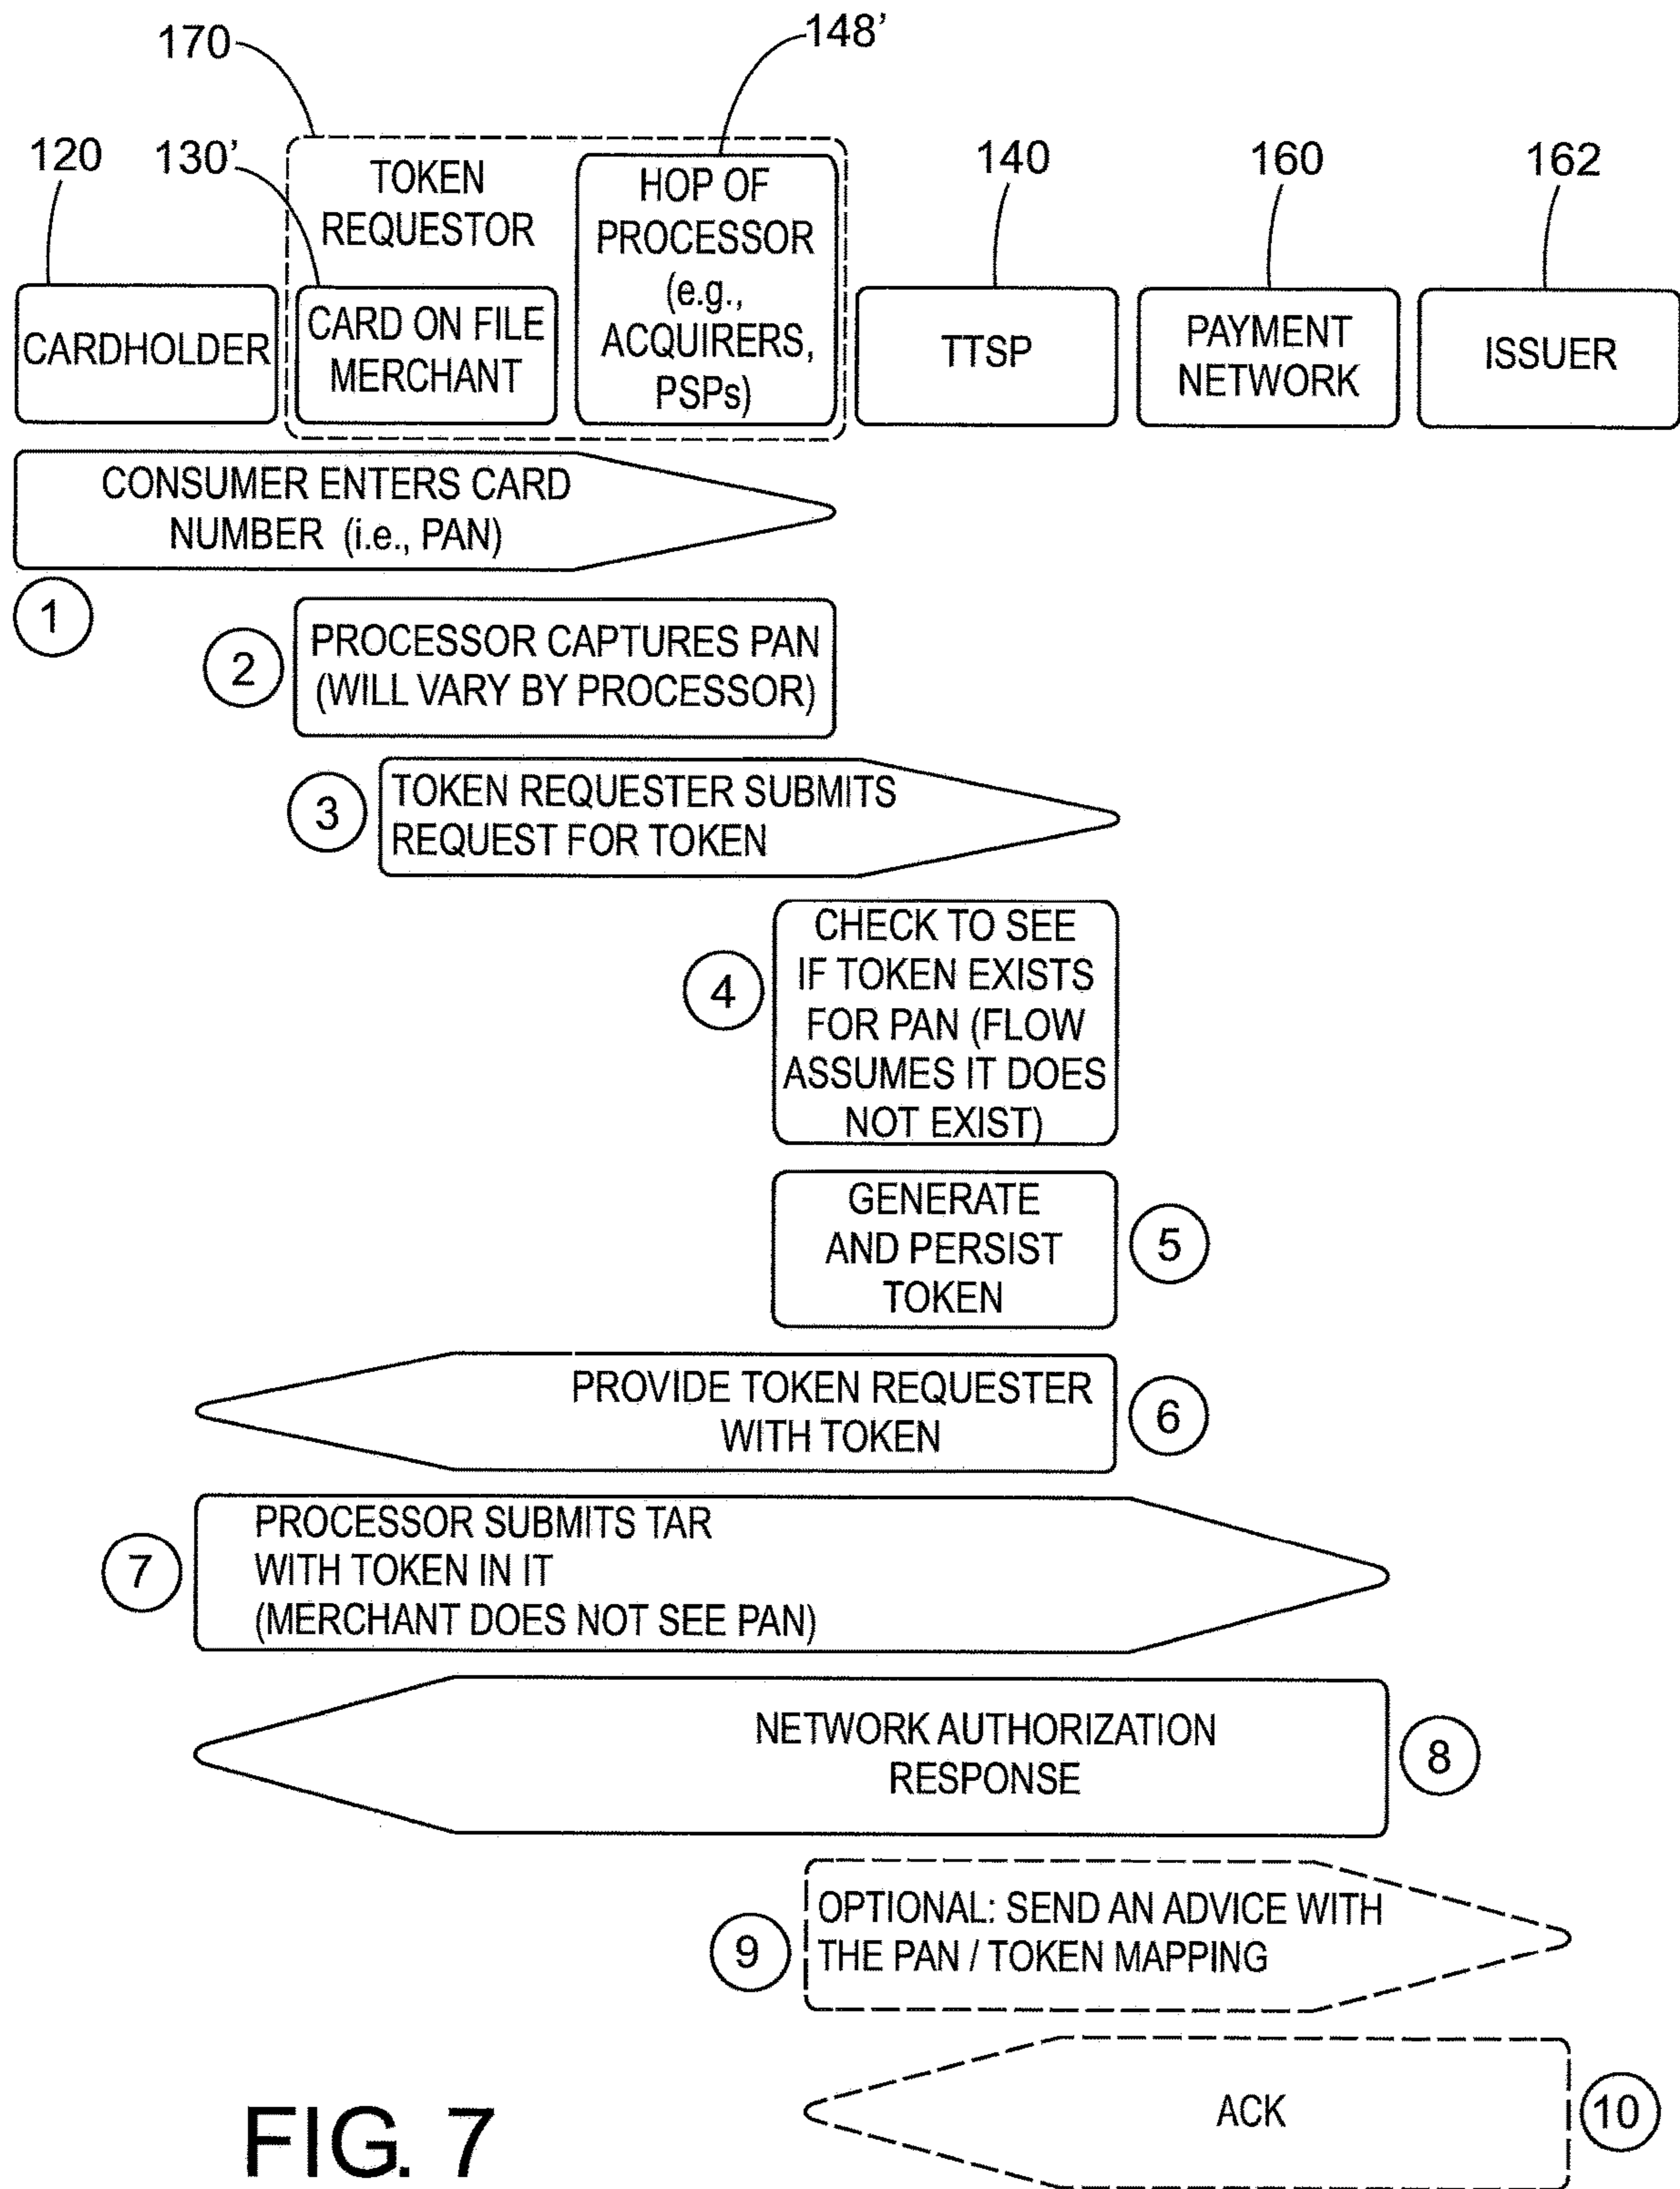 170
148'
120
130'
140
160
162
TOKEN
REQUESTOR
HOP OF
PROCESSOR
(e.g.,
ACQUIRERS,
PSPs)
CARDHOLDER
CARD ON FILE
MERCHANT
TTSP
PAYMENT
NETWORK
ISSUER
CONSUMER ENTERS CARD
NUMBER (i.e., PAN)
1
2
PROCESSOR CAPTURES PAN
(WILL VARY BY PROCESSOR)
3
TOKEN REQUESTER SUBMITS
REQUEST FOR TOKEN
4
CHECK TO SEE
IF TOKEN EXISTS
FOR PAN (FLOW
ASSUMES IT DOES
NOT EXIST)
GENERATE
AND PERSIST
TOKEN
5
PROVIDE TOKEN REQUESTER
WITH TOKEN
6
7
PROCESSOR SUBMITS TAR
WITH TOKEN IN IT
(MERCHANT DOES NOT SEE PAN)
NETWORK AUTHORIZATION
RESPONSE
8
9
OPTIONAL: SEND AN ADVICE WITH
THE PAN / TOKEN MAPPING
ACK
10
FIG. 7